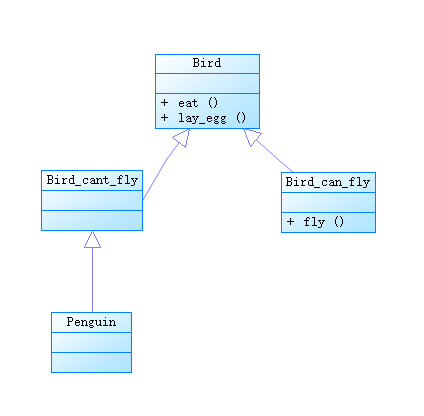 Bird
+ eat ()
+ lay_egg ()
Bird_cant_fly
Bird_can_fly
+ fly ()
Penguin